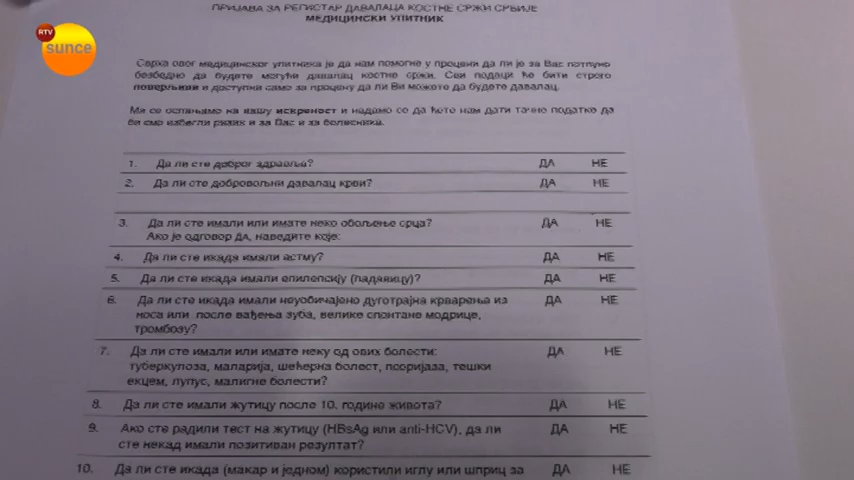 RTV
sunce
ПРИЈАВА ЗА РЕГИСТАР ДАВАЛАЦА КОСТНЕ СРЖИ СРБИЈЕ
МЕДИЦИНСКИ УПИТНИК
Сврха овог медицинског упитника је да нам помогне у процени да ли је за Вас потпуно
безбедно да будете могући давалац костне сржи. Сви подаци ће бити строго
поверљиви и доступни само за процену да ли Ви можете да будете давалац.
Ми се ослањамо на вашу искреност и надамо се да ћете нам дати тачне податке да
би смо избегли ризик и за Вас и за болесника.
1. Да ли сте доброг здравља? ДА НЕ
2. Да ли сте добровољни давалац крви? ДА НЕ
3. Да ли сте имали или имате неко обољење срца? ДА НЕ
Ако је одговор ДА, наведите које:
4. Да ли сте икада имали астму? ДА НЕ
5. Да ли сте икада имали епилепсију (падавицу)? ДА НЕ
6. Да ли сте икада имали неуобичајено дуготрајна крварења из ДА НЕ
носа или после вађења зуба, велике спонтане модрице,
тромбозу?
7. Да ли сте имали или имате неку од ових болести: ДА НЕ
туберкулоза, маларија, шећерна болест, псоријаза, тешки
екцем, лупус, малигне болести?
8. Да ли сте имали жутицу после 10. године живота? ДА НЕ
9. Ако сте радили тест на жутицу (HBsAg или anti-HCV), да ли ДА НЕ
сте некад имали позитиван резултат?
10. Да ли сте икада (макар и једном) користили иглу или шприц за ДА НЕ